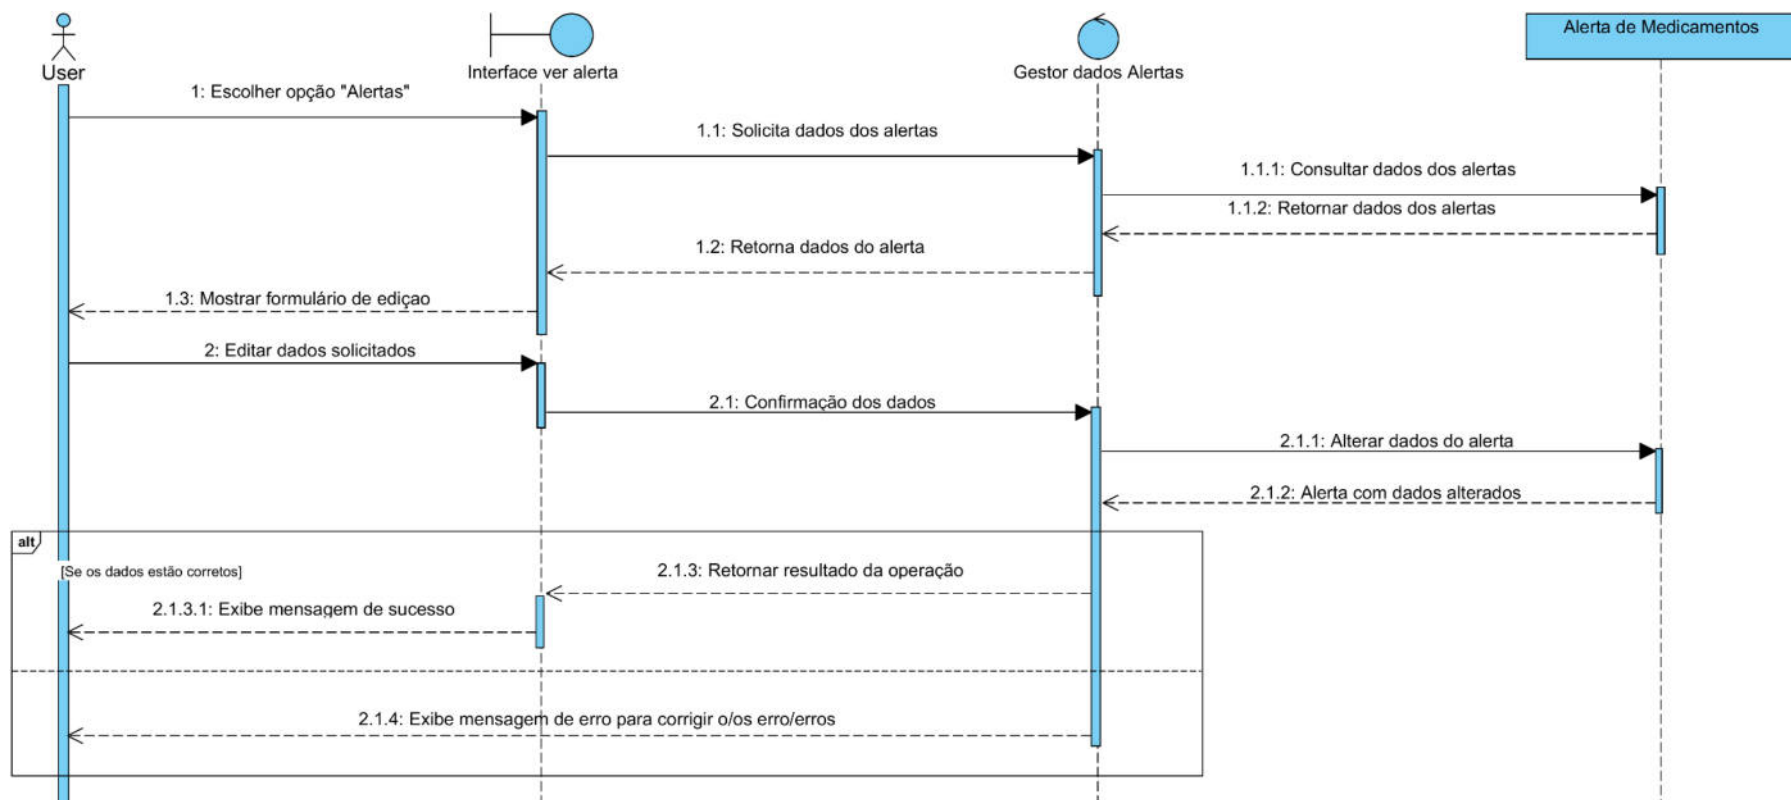 User
Interface ver alerta
Gestor dados Alertas
Alerta de Medicamentos
1: Escolher opção "Alertas"
1.1: Solicita dados dos alertas
1.1.1: Consultar dados dos alertas
1.1.2: Retornar dados dos alertas
1.2: Retorna dados do alerta
1.3: Mostrar formulário de ediçao
2: Editar dados solicitados
2.1: Confirmação dos dados
2.1.1: Alterar dados do alerta
2.1.2: Alerta com dados alterados
alt
[Se os dados estão corretos]
2.1.3: Retornar resultado da operação
2.1.3.1: Exibe mensagem de sucesso
2.1.4: Exibe mensagem de erro para corrigir o/os erro/erros